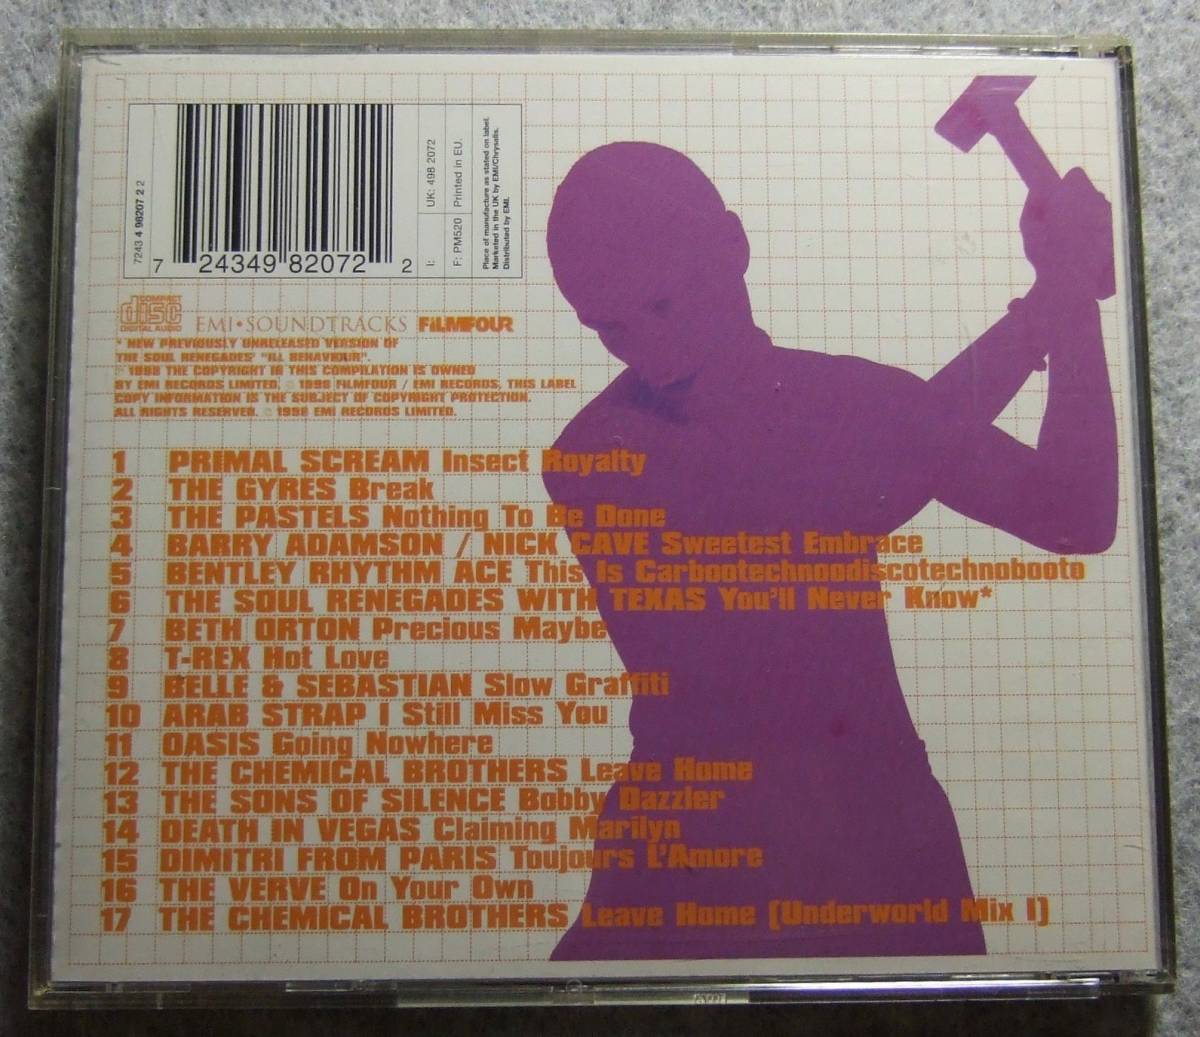 7243 4 98207 2 2
7 24349 82072 2
I: UK: 498 2072
F: PM520 Printed in EU.
Place of manufacture as stated on label.
Marketed in the UK by EMI/Chrysalis.
Distributed by EMI.
COMPACT
disc
DIGITAL AUDIO
EMI•SOUNDTRACKS FiLMFOUR
* NEW PREVIOUSLY UNRELEASED VERSION OF
THE SOUL RENEGADES' "ILL BEHAVIOUR".
℗ 1998 THE COPYRIGHT IN THIS COMPILATION IS OWNED
BY EMI RECORDS LIMITED. © 1998 FILMFOUR / EMI RECORDS, THIS LABEL
COPY INFORMATION IS THE SUBJECT OF COPYRIGHT PROTECTION.
ALL RIGHTS RESERVED. © 1998 EMI RECORDS LIMITED.
1 PRIMAL SCREAM Insect Royalty
2 THE GYRES Break
3 THE PASTELS Nothing To Be Done
4 BARRY ADAMSON / NICK CAVE Sweetest Embrace
5 BENTLEY RHYTHM ACE This Is Carbootechnodiscotechnobooto
6 THE SOUL RENEGADES WITH TEXAS You'll Never Know*
7 BETH ORTON Precious Maybe
8 T-REX Hot Love
9 BELLE & SEBASTIAN Slow Graffiti
10 ARAB STRAP I Still Miss You
11 OASIS Going Nowhere
12 THE CHEMICAL BROTHERS Leave Home
13 THE SONS OF SILENCE Bobby Dazzler
14 DEATH IN VEGAS Claiming Marilyn
15 DIMITRI FROM PARIS Toujours L'Amore
16 THE VERVE On Your Own
17 THE CHEMICAL BROTHERS Leave Home (Underworld Mix I)